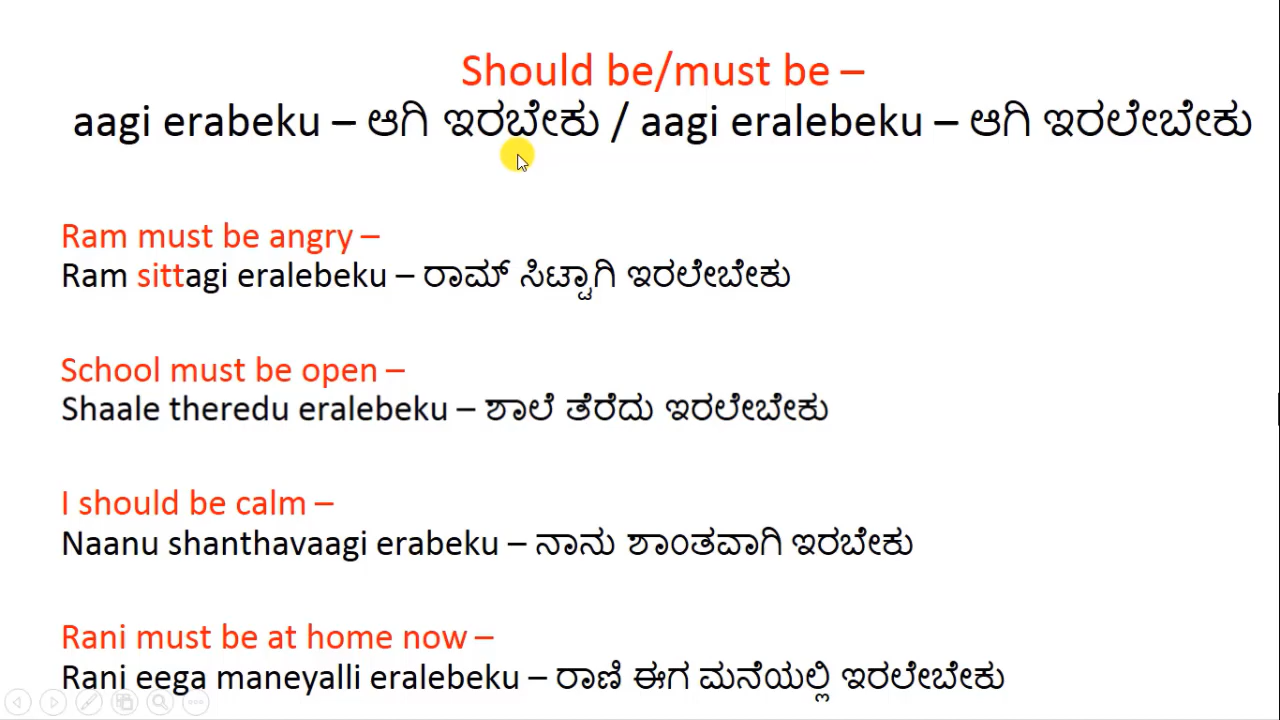 Should be/must be –
aagi erabeku – ಆಗಿ ಇರಬೇಕು / aagi eralebeku – ಆಗಿ ಇರಲೇಬೇಕು
Ram must be angry –
Ram sittagi eralebeku – ರಾಮ್ ಸಿಟ್ಟಾಗಿ ಇರಲೇಬೇಕು
School must be open –
Shaale theredu eralebeku – ಶಾಲೆ ತೆರೆದು ಇರಲೇಬೇಕು
I should be calm –
Naanu shanthavaagi erabeku – ನಾನು ಶಾಂತವಾಗಿ ಇರಬೇಕು
Rani must be at home now –
Rani eega maneyalli eralebeku – ರಾಣಿ ಈಗ ಮನೆಯಲ್ಲಿ ಇರಲೇಬೇಕು